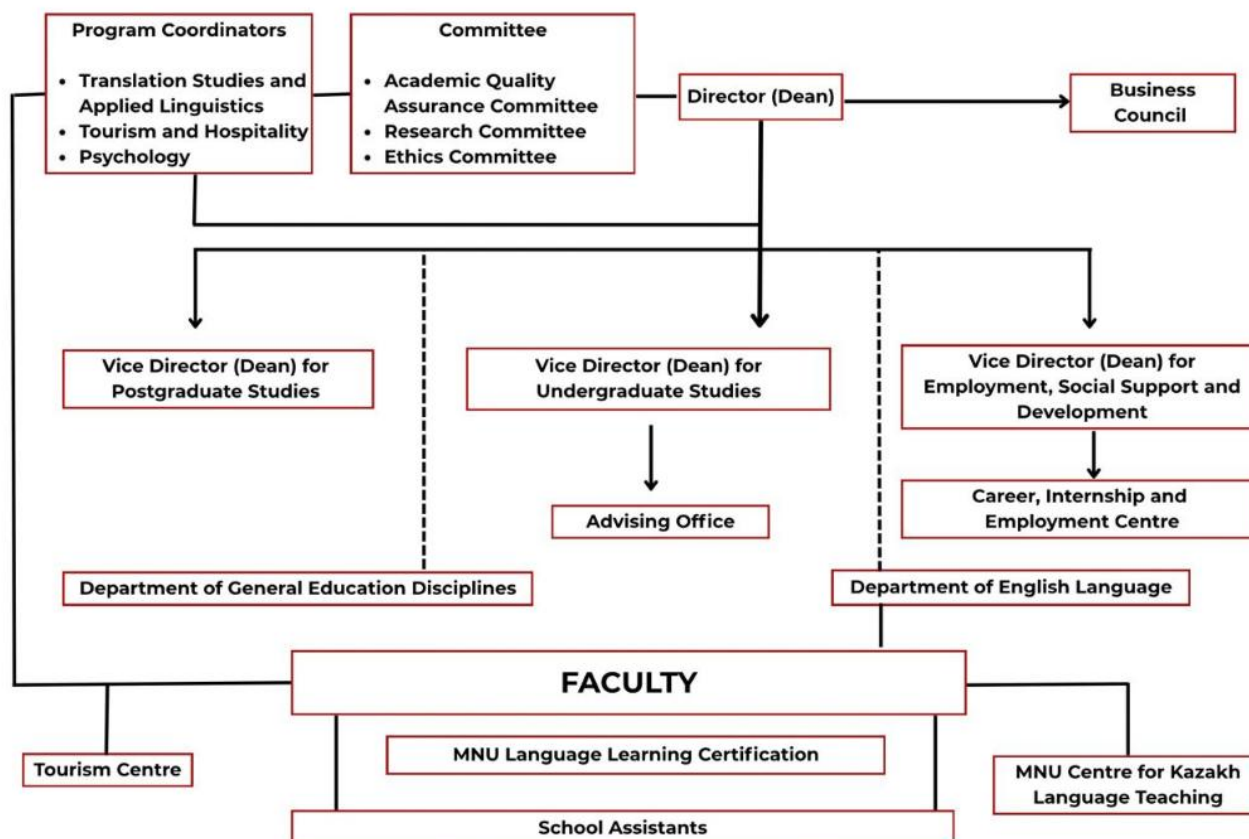 Program Coordinators
• Translation Studies and
Applied Linguistics
• Tourism and Hospitality
• Psychology
Committee
• Academic Quality
Assurance Committee
• Research Committee
• Ethics Committee
Director (Dean)
Business
Council
Vice Director (Dean) for
Postgraduate Studies
Vice Director (Dean) for
Undergraduate Studies
Vice Director (Dean) for
Employment, Social Support and
Development
Advising Office
Career, Internship and
Employment Centre
Department of General Education Disciplines
Department of English Language
FACULTY
Tourism Centre
MNU Language Learning Certification
MNU Centre for Kazakh
Language Teaching
School Assistants